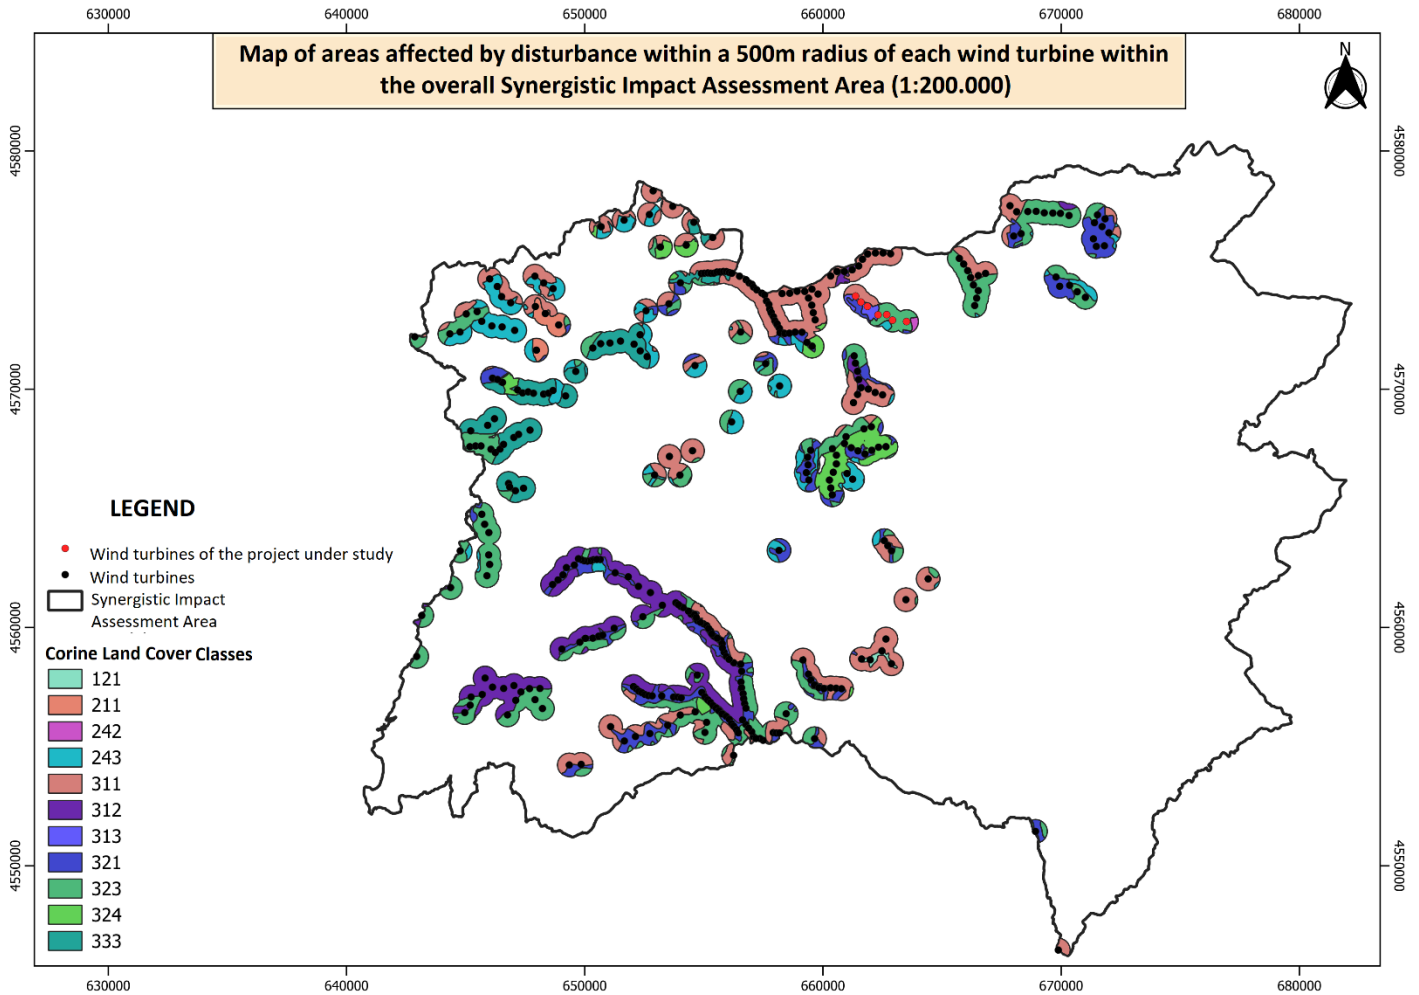 630000 640000 650000 660000 670000 680000
Map of areas affected by disturbance within a 500m radius of each wind turbine within
the overall Synergistic Impact Assessment Area (1:200.000)
N
4580000 4580000
4570000 4570000
LEGEND
Wind turbines of the project under study
Wind turbines
Synergistic Impact
Assessment Area
4560000 4560000
Corine Land Cover Classes
121
211
242
243
311
312
313
321
323
324
333
4550000 4550000
630000 640000 650000 660000 670000 680000